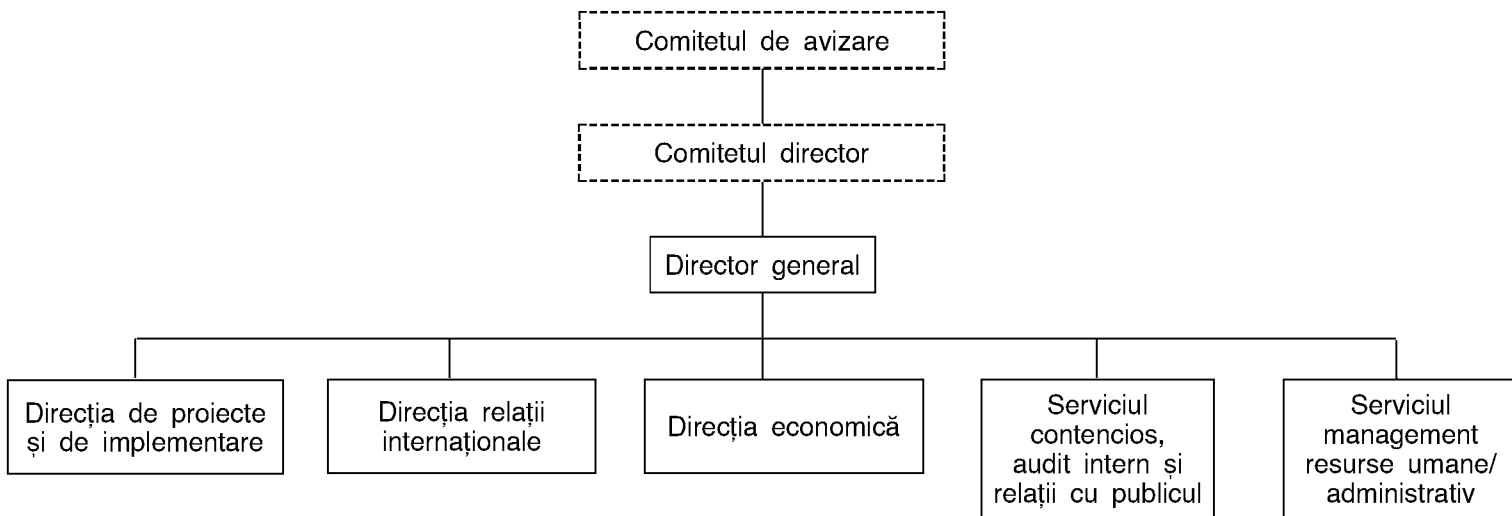 Comitetul de avizare
Comitetul director
Director general
Direcția de proiecte
și de implementare
Direcția relații
internaționale
Direcția economică
Serviciul
contencios,
audit intern și
relații cu publicul
Serviciul
management
resurse umane/
administrativ